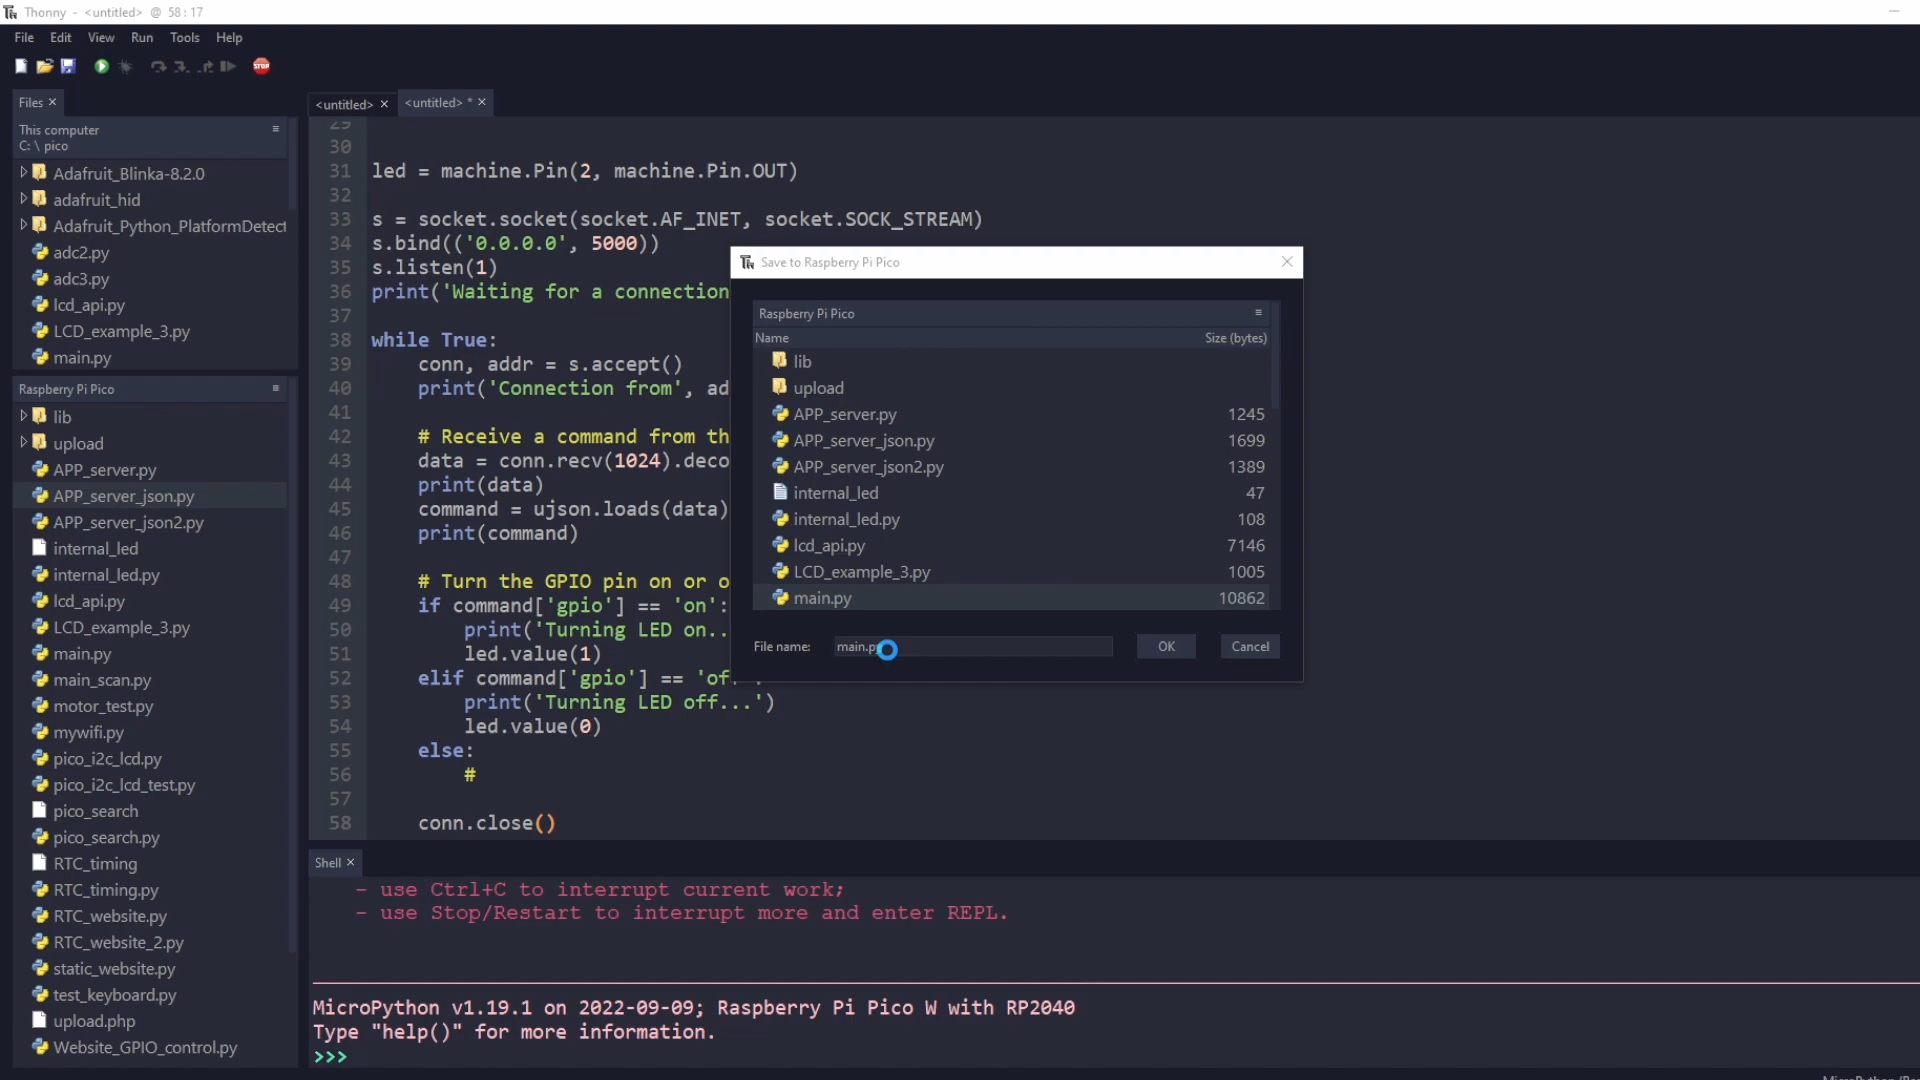 Thonny - <untitled> @ 58:17
File Edit View Run Tools Help
STOP
Files ×
This computer
C: \ pico
Adafruit_Blinka-8.2.0
adafruit_hid
Adafruit_Python_PlatformDetect
adc2.py
adc3.py
lcd_api.py
LCD_example_3.py
main.py
Raspberry Pi Pico
lib
upload
APP_server.py
APP_server_json.py
APP_server_json2.py
internal_led
internal_led.py
lcd_api.py
LCD_example_3.py
main.py
main_scan.py
motor_test.py
mywifi.py
pico_i2c_lcd.py
pico_i2c_lcd_test.py
pico_search
pico_search.py
RTC_timing
RTC_timing.py
RTC_website.py
RTC_website_2.py
static_website.py
test_keyboard.py
upload.php
Website_GPIO_control.py
<untitled> × <untitled> * ×
29
30
31 led = machine.Pin(2, machine.Pin.OUT)
32
33 s = socket.socket(socket.AF_INET, socket.SOCK_STREAM)
34 s.bind(('0.0.0.0', 5000))
35 s.listen(1)
36 print('Waiting for a connection
37
38 while True:
39 conn, addr = s.accept()
40 print('Connection from', ad
41
42 # Receive a command from th
43 data = conn.recv(1024).deco
44 print(data)
45 command = ujson.loads(data)
46 print(command)
47
48 # Turn the GPIO pin on or o
49 if command['gpio'] == 'on':
50 print('Turning LED on..
51 led.value(1)
52 elif command['gpio'] == 'of
53 print('Turning LED off...')
54 led.value(0)
55 else:
56 #
57
58 conn.close()
Save to Raspberry Pi Pico
Raspberry Pi Pico
Name Size (bytes)
lib
upload
APP_server.py 1245
APP_server_json.py 1699
APP_server_json2.py 1389
internal_led 47
internal_led.py 108
lcd_api.py 7146
LCD_example_3.py 1005
main.py 10862
File name: main.py OK Cancel
Shell ×
- use Ctrl+C to interrupt current work;
- use Stop/Restart to interrupt more and enter REPL.
MicroPython v1.19.1 on 2022-09-09; Raspberry Pi Pico W with RP2040
Type "help()" for more information.
>>>